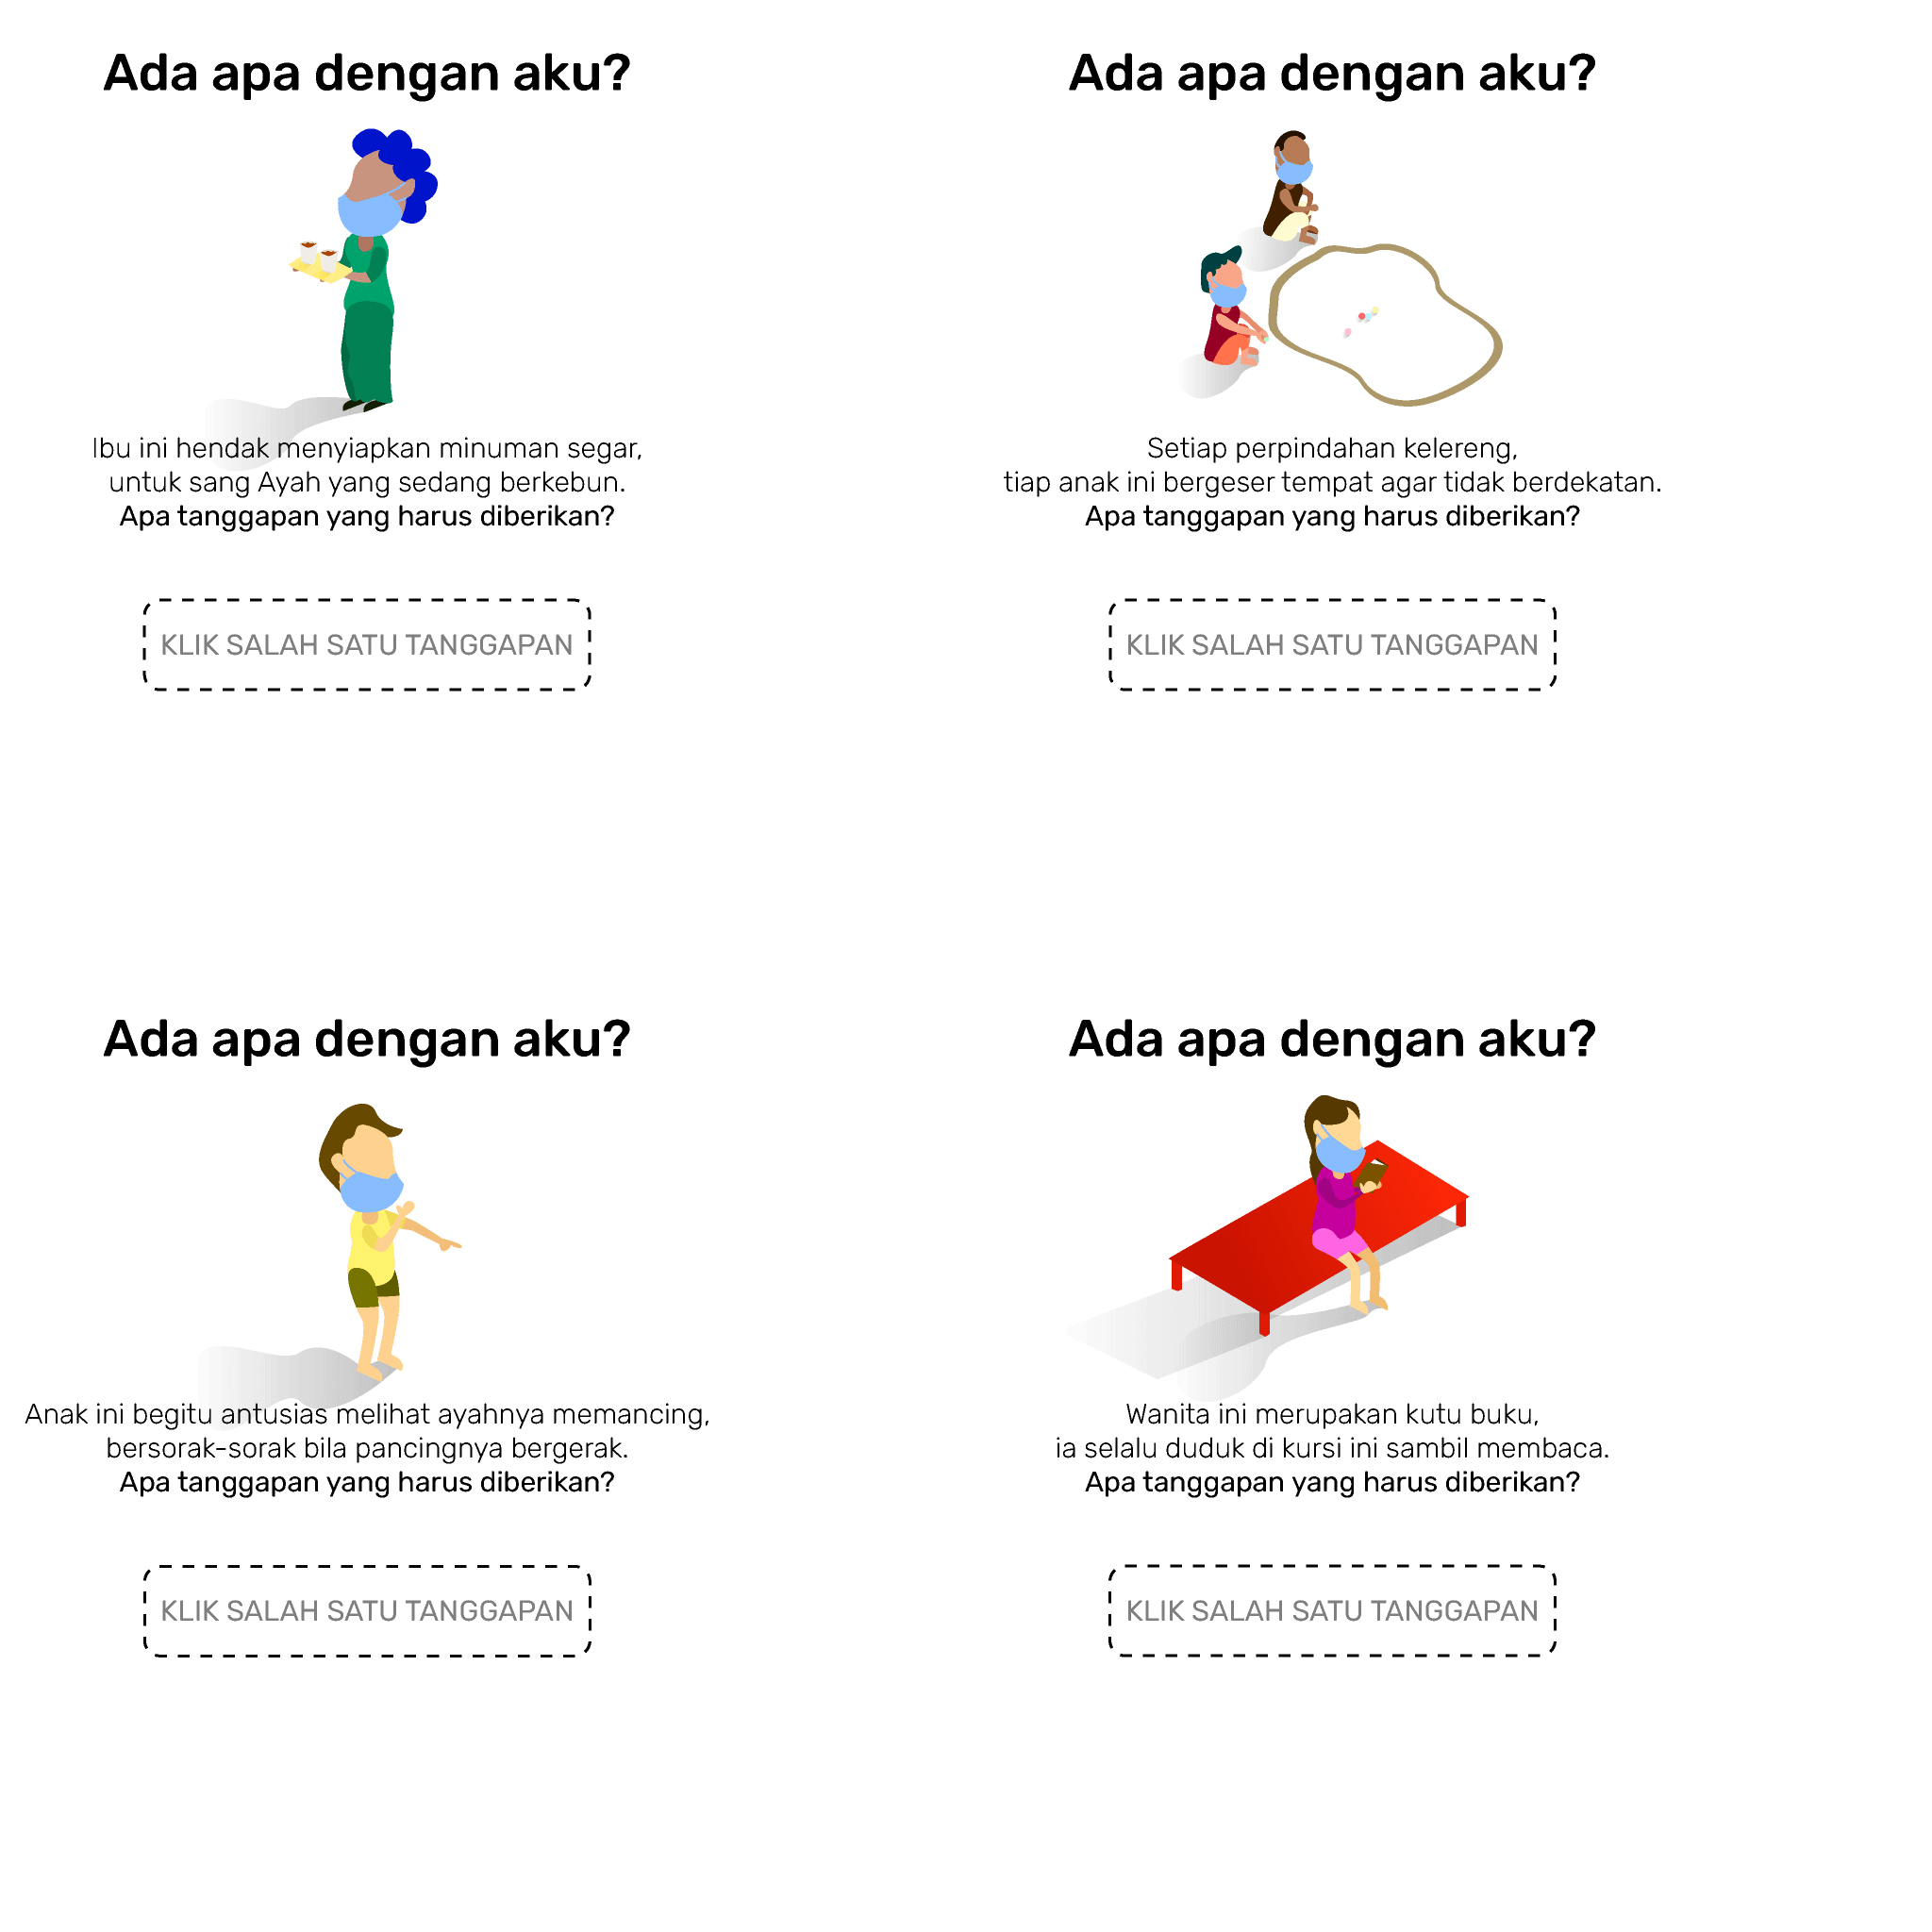 Ada apa dengan aku?
Ibu ini hendak menyiapkan minuman segar,
untuk sang Ayah yang sedang berkebun.
Apa tanggapan yang harus diberikan?
KLIK SALAH SATU TANGGAPAN
Ada apa dengan aku?
Setiap perpindahan kelereng,
tiap anak ini bergeser tempat agar tidak berdekatan.
Apa tanggapan yang harus diberikan?
KLIK SALAH SATU TANGGAPAN
Ada apa dengan aku?
Anak ini begitu antusias melihat ayahnya memancing,
bersorak-sorak bila pancingnya bergerak.
Apa tanggapan yang harus diberikan?
KLIK SALAH SATU TANGGAPAN
Ada apa dengan aku?
Wanita ini merupakan kutu buku,
ia selalu duduk di kursi ini sambil membaca.
Apa tanggapan yang harus diberikan?
KLIK SALAH SATU TANGGAPAN